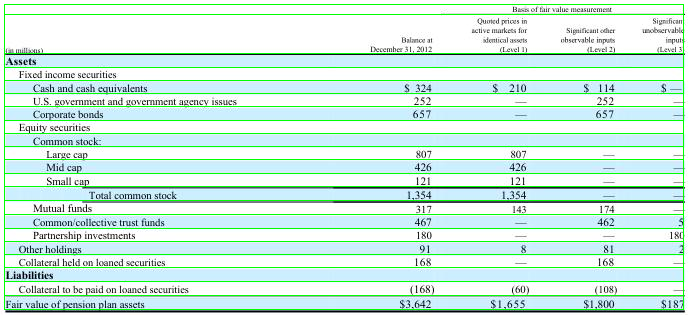 Basis of fair value measurement
(in millions) Balance at December 31, 2012 Quoted prices in active markets for identical assets (Level 1) Significant other observable inputs (Level 2) Significant unobservable inputs (Level 3)
Assets
Fixed income securities
Cash and cash equivalents $ 324 $ 210 $ 114 $ —
U.S. government and government agency issues 252 — 252 —
Corporate bonds 657 — 657 —
Equity securities
Common stock:
Large cap 807 807 — —
Mid cap 426 426 — —
Small cap 121 121 — —
Total common stock 1,354 1,354 — —
Mutual funds 317 143 174 —
Common/collective trust funds 467 — 462 5
Partnership investments 180 — — 180
Other holdings 91 8 81 2
Collateral held on loaned securities 168 — 168 —
Liabilities
Collateral to be paid on loaned securities (168) (60) (108) —
Fair value of pension plan assets $3,642 $1,655 $1,800 $187